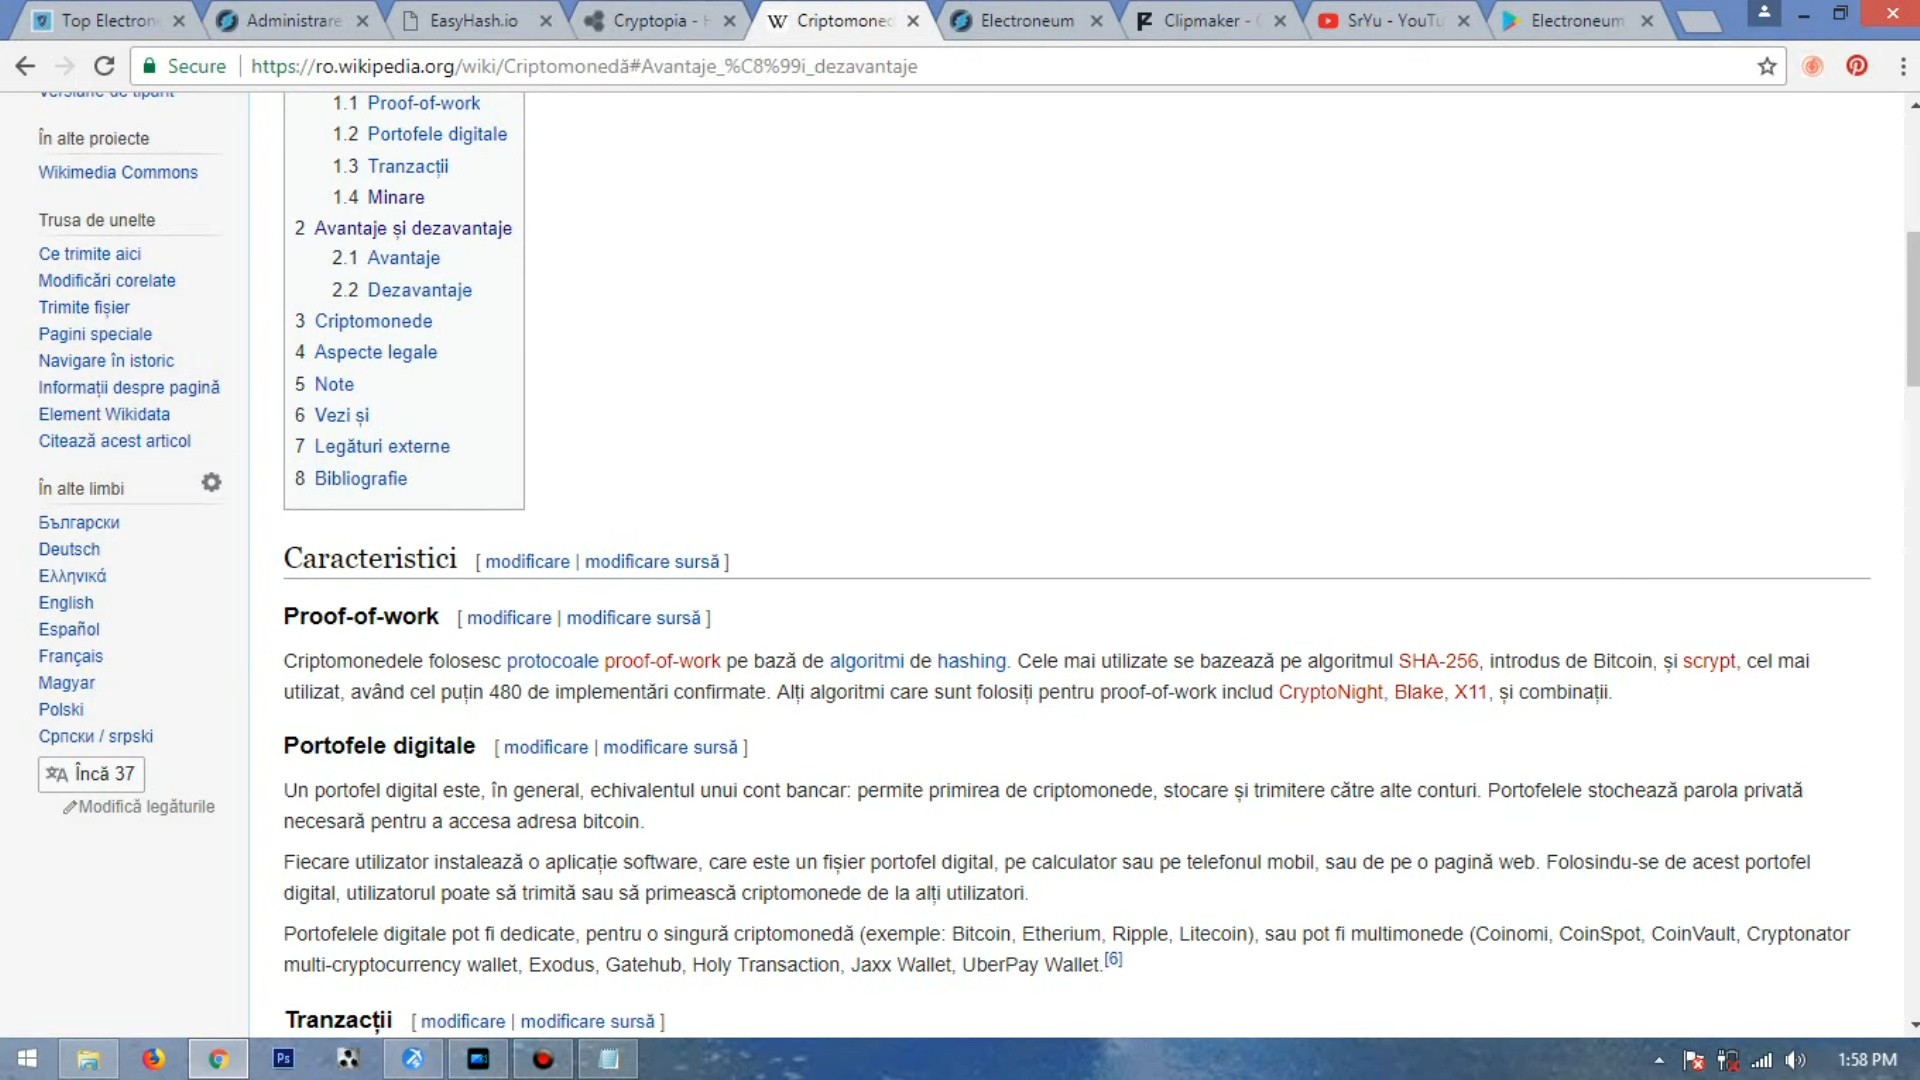 Top Electron
Administrare
EasyHash.io
Cryptopia - H
Criptomoned
Electroneum
Clipmaker - C
SrYu - YouTu
Electroneum
Secure
https://ro.wikipedia.org/wiki/Criptomonedă#Avantaje_%C8%99i_dezavantaje
Versiune de tipărit
În alte proiecte
Wikimedia Commons
Trusa de unelte
Ce trimite aici
Modificări corelate
Trimite fișier
Pagini speciale
Navigare în istoric
Informații despre pagină
Element Wikidata
Citează acest articol
În alte limbi
Български
Deutsch
Ελληνικά
English
Español
Français
Magyar
Polski
Српски / srpski
Încă 37
Modifică legăturile
1.1 Proof-of-work
1.2 Portofele digitale
1.3 Tranzacții
1.4 Minare
2 Avantaje și dezavantaje
2.1 Avantaje
2.2 Dezavantaje
3 Criptomonede
4 Aspecte legale
5 Note
6 Vezi și
7 Legături externe
8 Bibliografie
Caracteristici [ modificare | modificare sursă ]
Proof-of-work [ modificare | modificare sursă ]
Criptomonedele folosesc protocoale proof-of-work pe bază de algoritmi de hashing. Cele mai utilizate se bazează pe algoritmul SHA-256, introdus de Bitcoin, și scrypt, cel mai
utilizat, având cel puțin 480 de implementări confirmate. Alți algoritmi care sunt folosiți pentru proof-of-work includ CryptoNight, Blake, X11, și combinații.
Portofele digitale [ modificare | modificare sursă ]
Un portofel digital este, în general, echivalentul unui cont bancar: permite primirea de criptomonede, stocare și trimitere către alte conturi. Portofelele stochează parola privată
necesară pentru a accesa adresa bitcoin.
Fiecare utilizator instalează o aplicație software, care este un fișier portofel digital, pe calculator sau pe telefonul mobil, sau de pe o pagină web. Folosindu-se de acest portofel
digital, utilizatorul poate să trimită sau să primească criptomonede de la alți utilizatori.
Portofelele digitale pot fi dedicate, pentru o singură criptomonedă (exemple: Bitcoin, Etherium, Ripple, Litecoin), sau pot fi multimonede (Coinomi, CoinSpot, CoinVault, Cryptonator
multi-cryptocurrency wallet, Exodus, Gatehub, Holy Transaction, Jaxx Wallet, UberPay Wallet.[6]
Tranzacții [ modificare | modificare sursă ]
Ps
1:58 PM